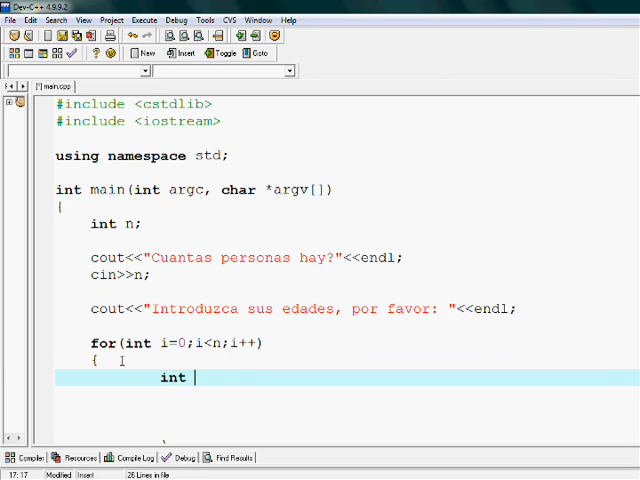 Dev-C++ 4.9.9.2
File Edit Search View Project Execute Debug Tools CVS Window Help
New Insert Toggle Goto
[*] main.cpp
#include <cstdlib>
#include <iostream>
using namespace std;
int main(int argc, char *argv[])
{
int n;
cout<<"Cuantas personas hay?"<<endl;
cin>>n;
cout<<"Introduzca sus edades, por favor: "<<endl;
for(int i=0;i<n;i++)
{
int
}
Compiler Resources Compile Log Debug Find Results
17: 17 Modified Insert 26 Lines in file